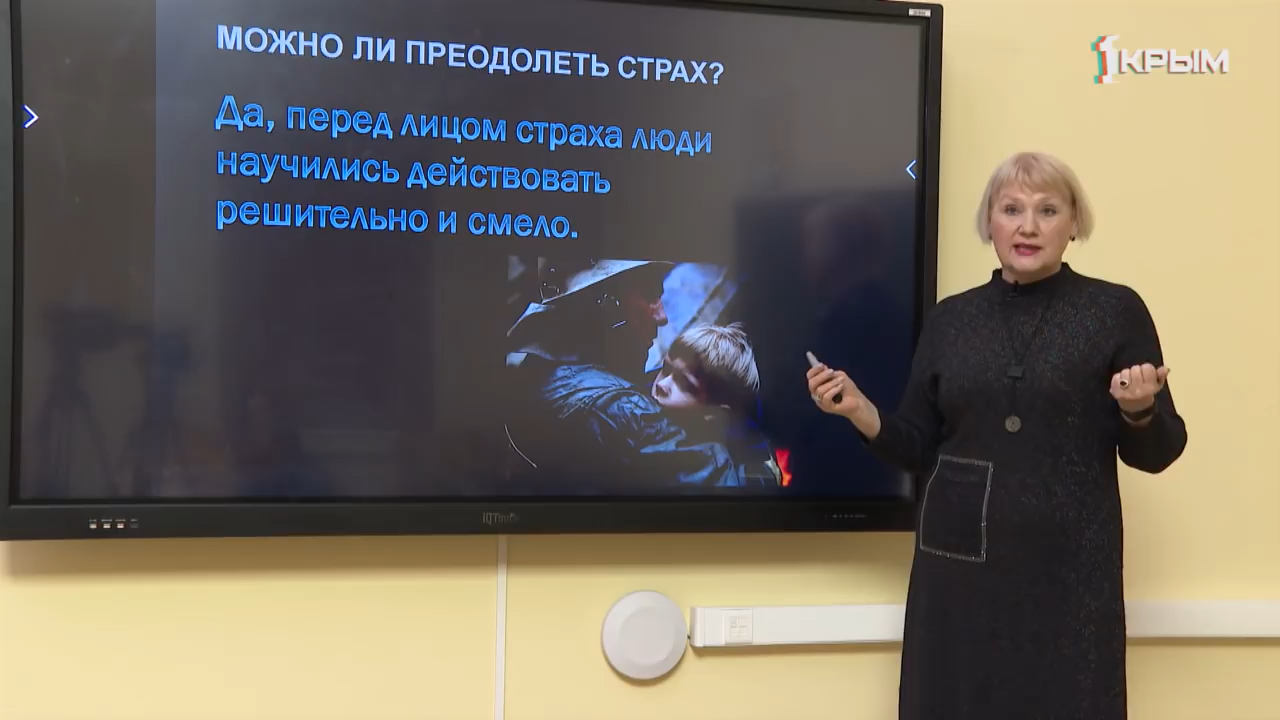 МОЖНО ЛИ ПРЕОДОЛЕТЬ СТРАХ?
Да, перед лицом страха люди
научились действовать
решительно и смело.
1КРЫМ